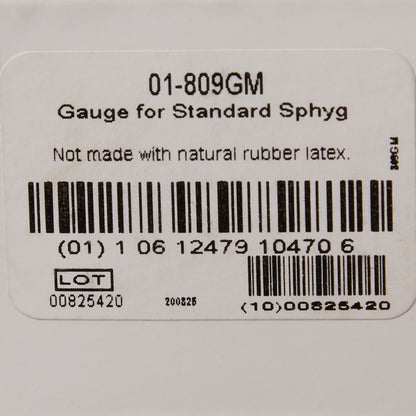 01-809GM
Gauge for Standard Sphyg
Not made with natural rubber latex.
(01) 1 06 12479 10470 6
LOT
00825420
200825
(10)00825420